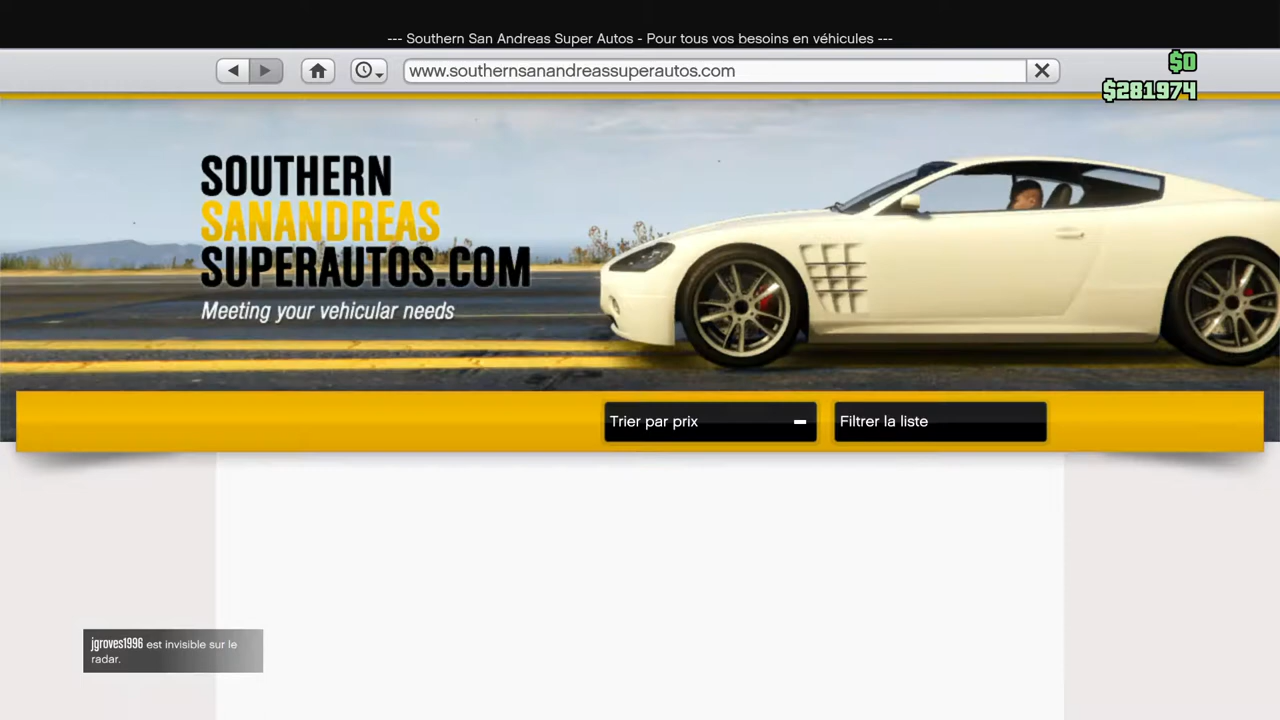 --- Southern San Andreas Super Autos - Pour tous vos besoins en véhicules ---
www.southernsanandreassuperautos.com
$0
$281974
SOUTHERN
SANANDREAS
SUPERAUTOS.COM
Meeting your vehicular needs
Trier par prix
Filtrer la liste
jgroves1996 est invisible sur le
radar.